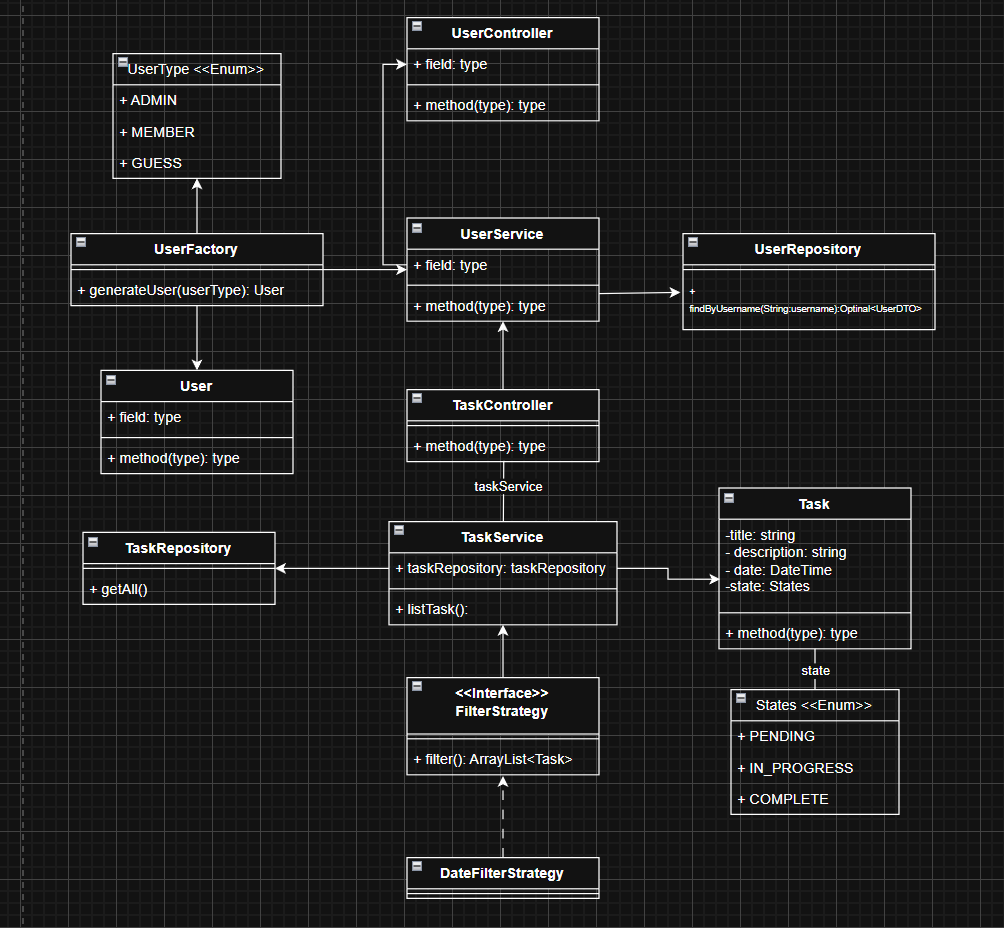 UserController
+ field: type
+ method(type): type
UserType <<Enum>>
+ ADMIN
+ MEMBER
+ GUESS
UserFactory
+ generateUser(userType): User
UserService
+ field: type
+ method(type): type
UserRepository
+
findByUsername(String:username):Optinal<UserDTO>
User
+ field: type
+ method(type): type
TaskController
+ method(type): type
taskService
TaskRepository
+ getAll()
TaskService
+ taskRepository: taskRepository
+ listTask():
Task
-title: string
- description: string
- date: DateTime
-state: States
+ method(type): type
state
States <<Enum>>
+ PENDING
+ IN_PROGRESS
+ COMPLETE
<<Interface>>
FilterStrategy
+ filter(): ArrayList<Task>
DateFilterStrategy